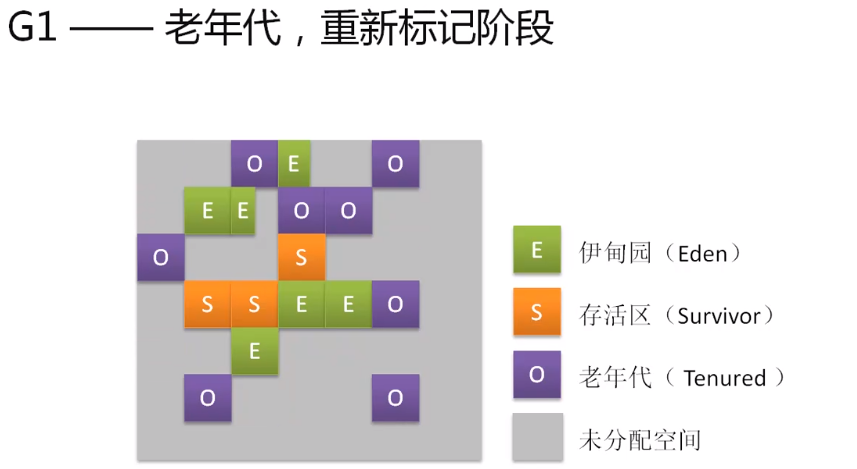 G1 —— 老年代，重新标记阶段
O E O
E E O O
O S
S S E E O
E
O O
E 伊甸园（Eden）
S 存活区（Survivor）
O 老年代（ Tenured ）
未分配空间